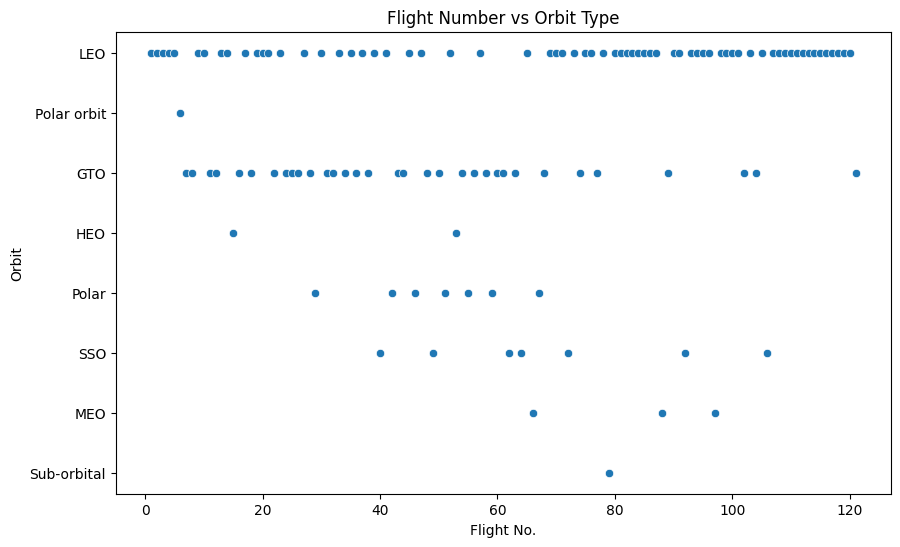 Flight Number vs Orbit Type
LEO
Polar orbit
GTO
HEO
Polar
SSO
MEO
Sub-orbital
Orbit
0 20 40 60 80 100 120
Flight No.